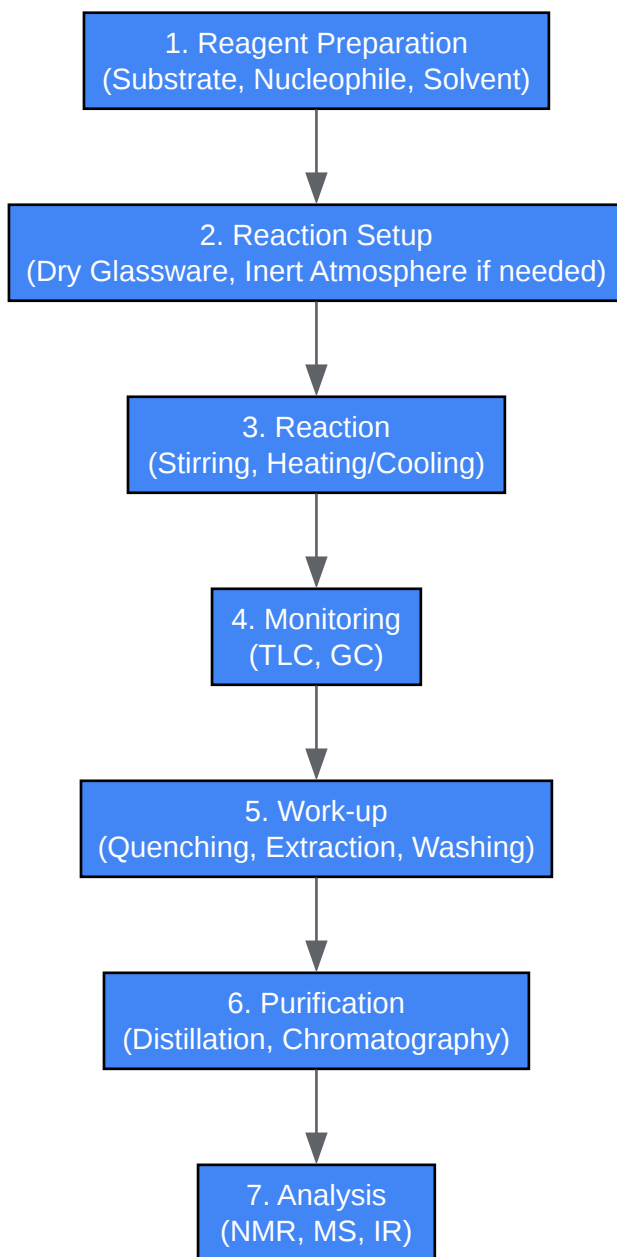 1. Reagent Preparation
(Substrate, Nucleophile, Solvent)
2. Reaction Setup
(Dry Glassware, Inert Atmosphere if needed)
3. Reaction
(Stirring, Heating/Cooling)
4. Monitoring
(TLC, GC)
5. Work-up
(Quenching, Extraction, Washing)
6. Purification
(Distillation, Chromatography)
7. Analysis
(NMR, MS, IR)